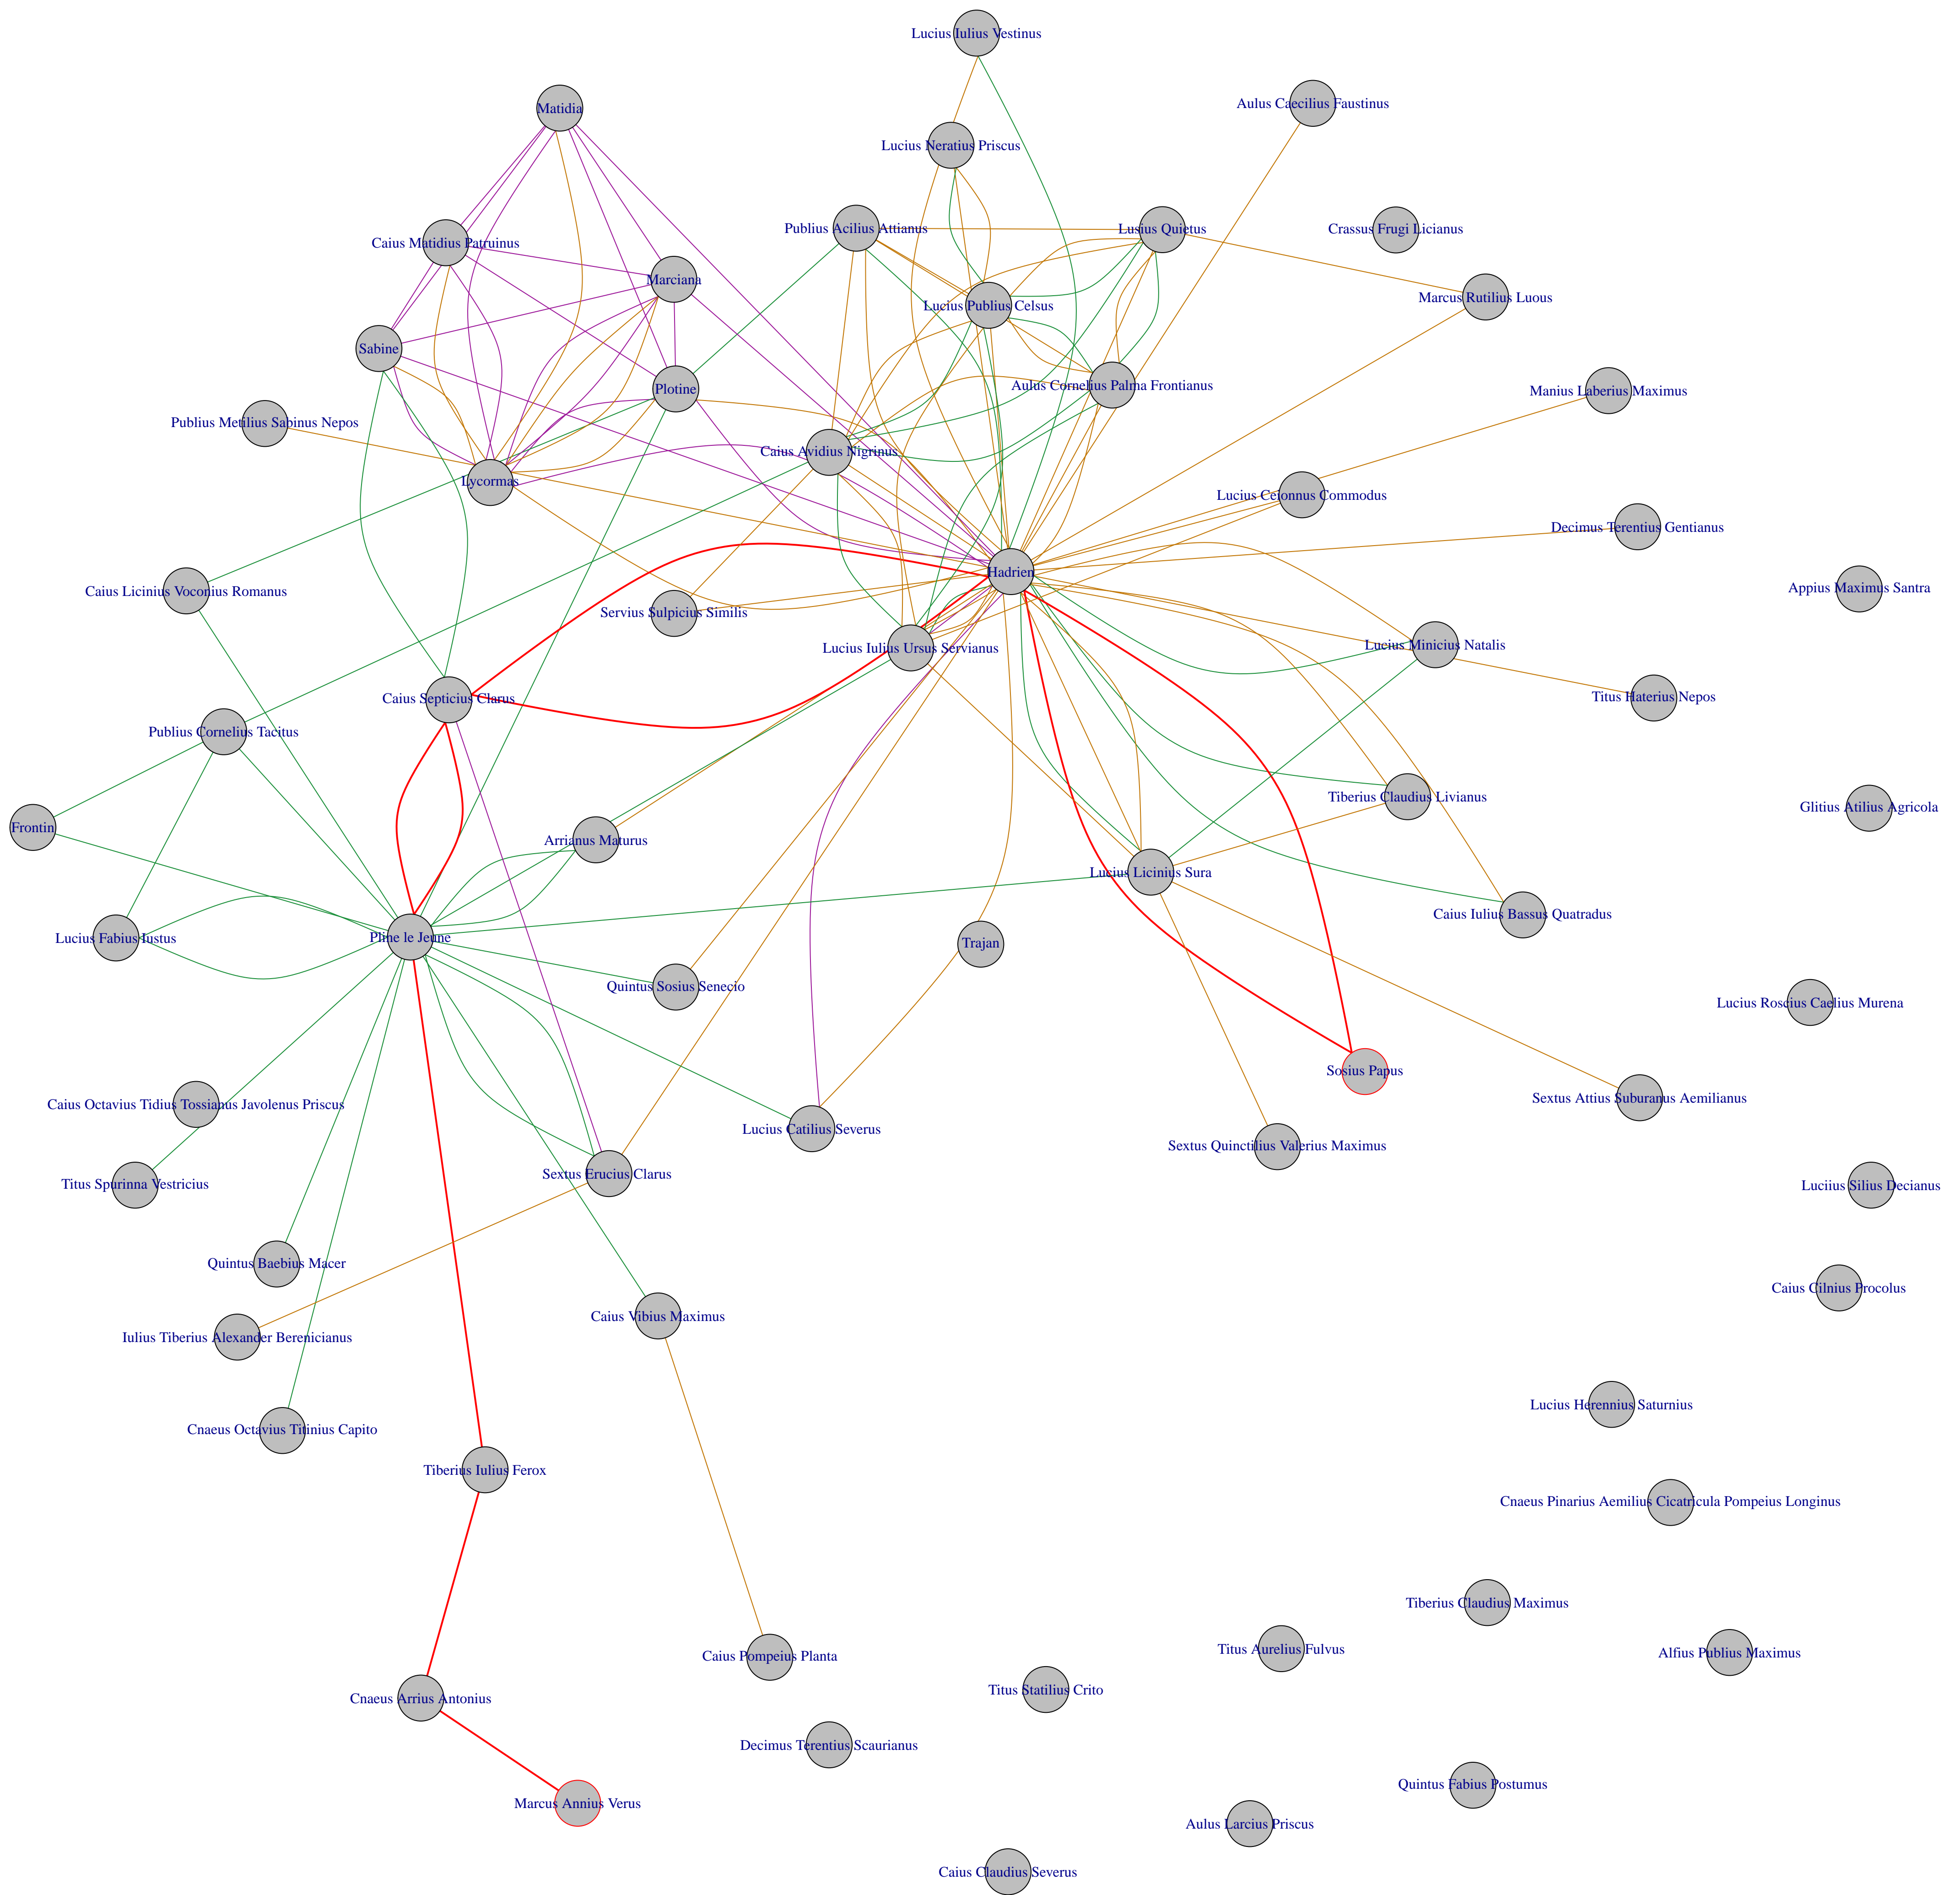 Lucius Iulius Vestinus
Matidia
Aulus Caecilius Faustinus
Lucius Neratius Priscus
Publius Acilius Attianus
Lusius Quietus
Crassus Frugi Licianus
Caius Matidius Patruinus
Marciana
Marcus Rutilius Luous
Lucius Publius Celsus
Sabine
Plotine
Aulus Cornelius Palma Frontianus
Manius Laberius Maximus
Publius Metilius Sabinus Nepos
Caius Avidius Nigrinus
Lycormas
Lucius Ceionnus Commodus
Decimus Terentius Gentianus
Hadrien
Caius Licinius Voconius Romanus
Appius Maximus Santra
Servius Sulpicius Similis
Lucius Iulius Ursus Servianus
Lucius Minicius Natalis
Caius Septicius Clarus
Titus Haterius Nepos
Publius Cornelius Tacitus
Tiberius Claudius Livianus
Glitius Atilius Agricola
Frontin
Arrianus Maturus
Lucius Licinius Sura
Caius Iulius Bassus Quatradus
Lucius Fabius Iustus
Pline le Jeune
Trajan
Quintus Sosius Senecio
Lucius Roscius Caelius Murena
Sosius Papus
Caius Octavius Tidius Tossianus Javolenus Priscus
Sextus Attius Suburanus Aemilianus
Lucius Catilius Severus
Sextus Quinctilius Valerius Maximus
Sextus Erucius Clarus
Titus Spurinna Vestricius
Luciius Silius Decianus
Quintus Baebius Macer
Caius Cilnius Procolus
Caius Vibius Maximus
Iulius Tiberius Alexander Berenicianus
Lucius Herennius Saturnius
Cnaeus Octavius Titinius Capito
Tiberius Iulius Ferox
Cnaeus Pinarius Aemilius Cicatricula Pompeius Longinus
Tiberius Claudius Maximus
Titus Aurelius Fulvus
Alfius Publius Maximus
Caius Pompeius Planta
Titus Statilius Crito
Cnaeus Arrius Antonius
Decimus Terentius Scaurianus
Quintus Fabius Postumus
Marcus Annius Verus
Aulus Larcius Priscus
Caius Claudius Severus